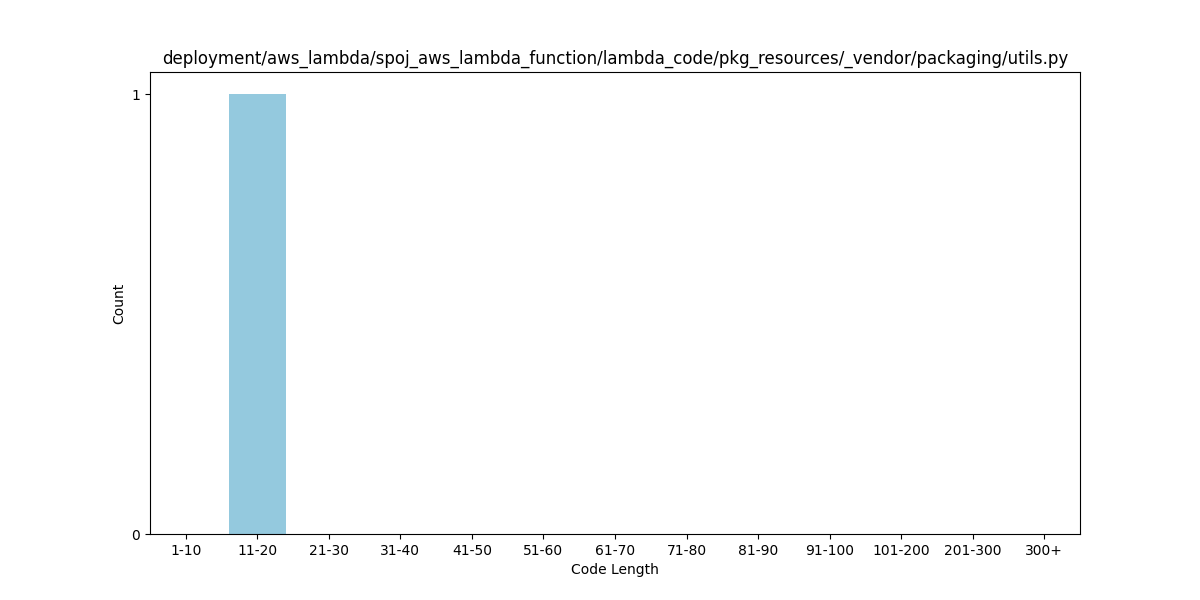 deployment/aws_lambda/spoj_aws_lambda_function/lambda_code/pkg_resources/_vendor/packaging/utils.py
1
Count
0
1-10 11-20 21-30 31-40 41-50 51-60 61-70 71-80 81-90 91-100 101-200 201-300 300+
Code Length